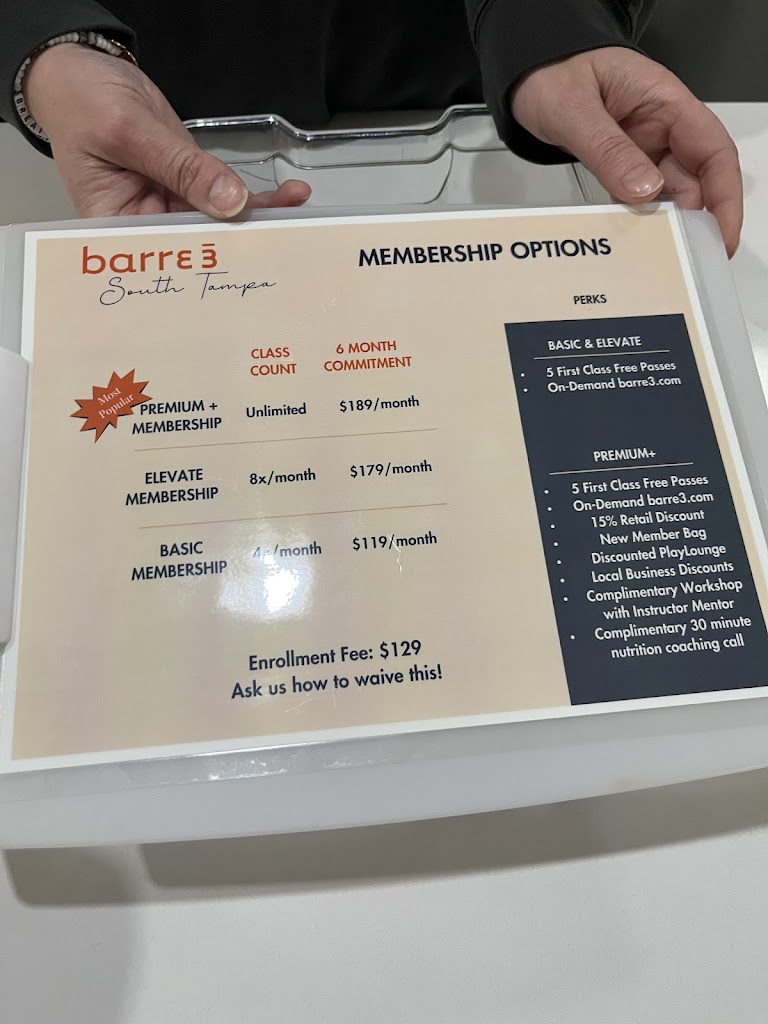 BREAT
barre3
South Tampa
MEMBERSHIP OPTIONS
CLASS
COUNT
6 MONTH
COMMITMENT
Most
Popular
PREMIUM +
MEMBERSHIP
Unlimited
$189/month
ELEVATE
MEMBERSHIP
8x/month
$179/month
BASIC
MEMBERSHIP
4x/month
$119/month
Enrollment Fee: $129
Ask us how to waive this!
PERKS
BASIC & ELEVATE
• 5 First Class Free Passes
• On-Demand barre3.com
PREMIUM+
• 5 First Class Free Passes
• On-Demand barre3.com
• 15% Retail Discount
• New Member Bag
• Discounted PlayLounge
• Local Business Discounts
• Complimentary Workshop
with Instructor Mentor
• Complimentary 30 minute
nutrition coaching call